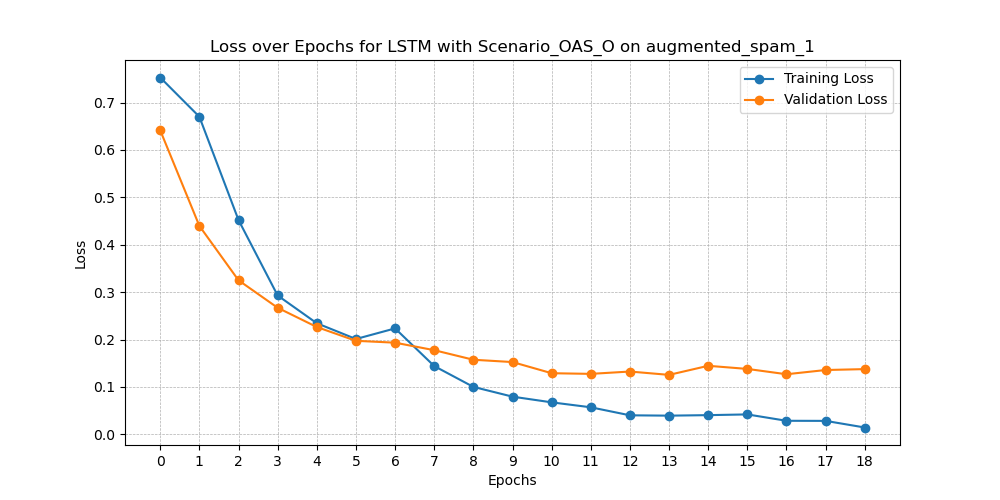 Loss over Epochs for LSTM with Scenario_OAS_O on augmented_spam_1
Training Loss
Validation Loss
0.7
0.6
0.5
0.4
0.3
0.2
0.1
0.0
Loss
0 1 2 3 4 5 6 7 8 9 10 11 12 13 14 15 16 17 18
Epochs